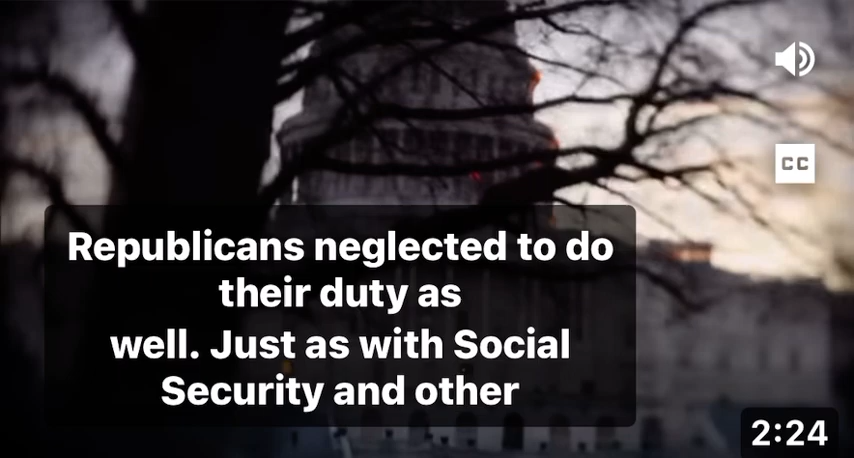 CC
Republicans neglected to do
their duty as
well. Just as with Social
Security and other
2:24